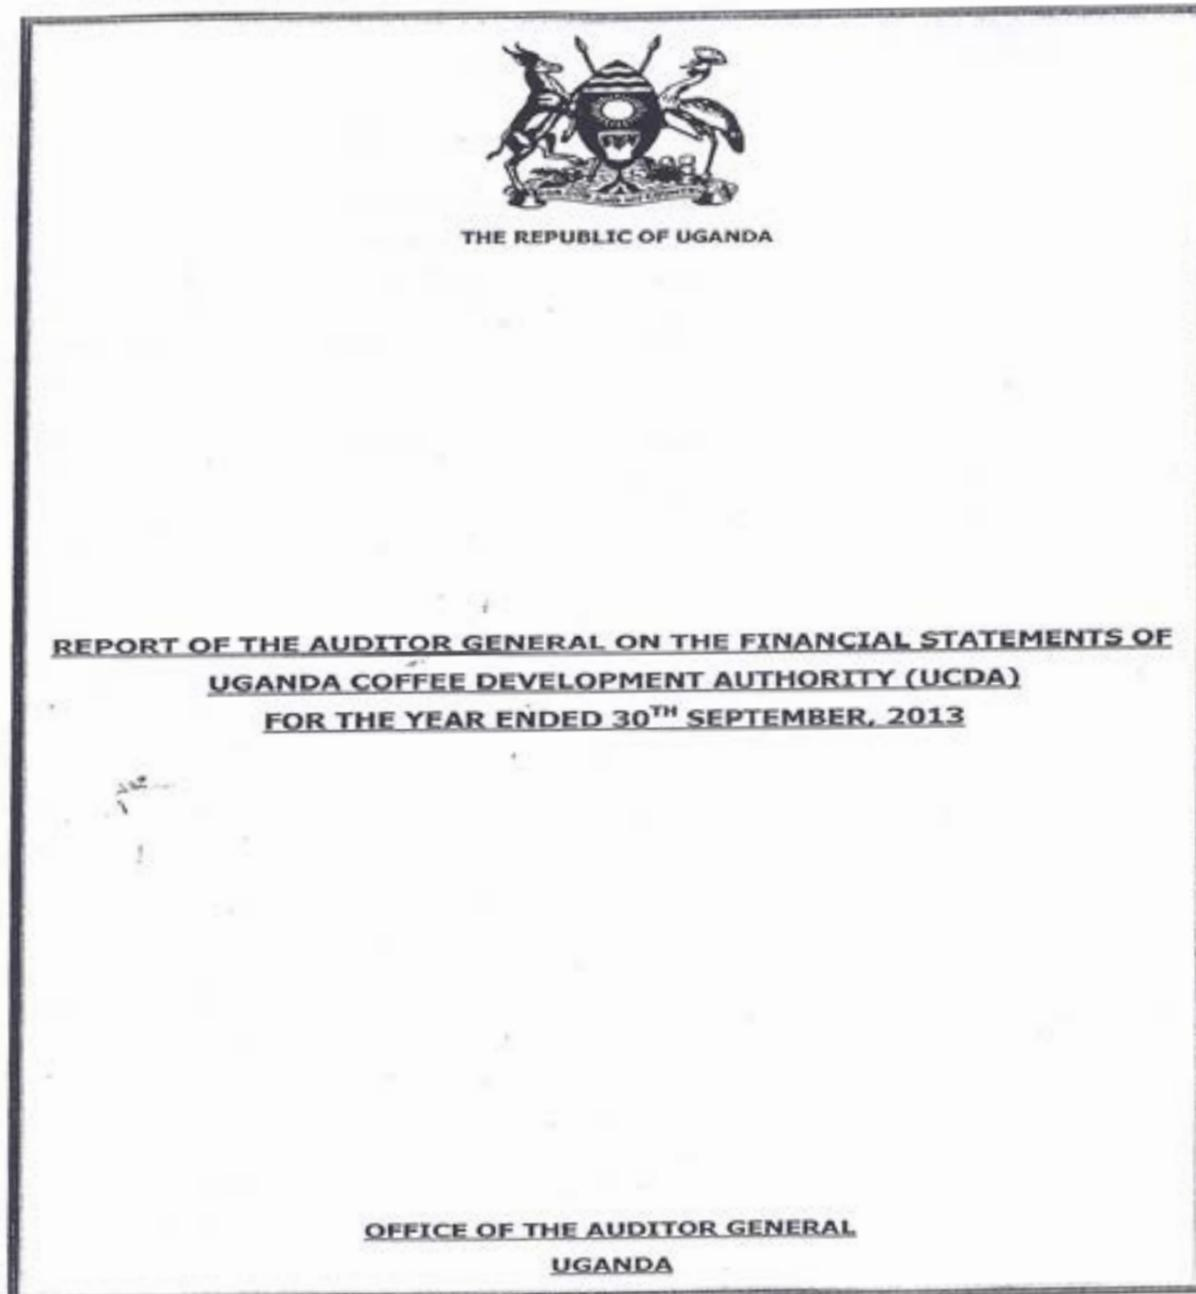 THE REPUBLIC OF UGANDA
REPORT OF THE AUDITOR GENERAL ON THE FINANCIAL STATEMENTS OF
UGANDA COFFEE DEVELOPMENT AUTHORITY (UCDA)
FOR THE YEAR ENDED 30TH SEPTEMBER, 2013
OFFICE OF THE AUDITOR GENERAL
UGANDA